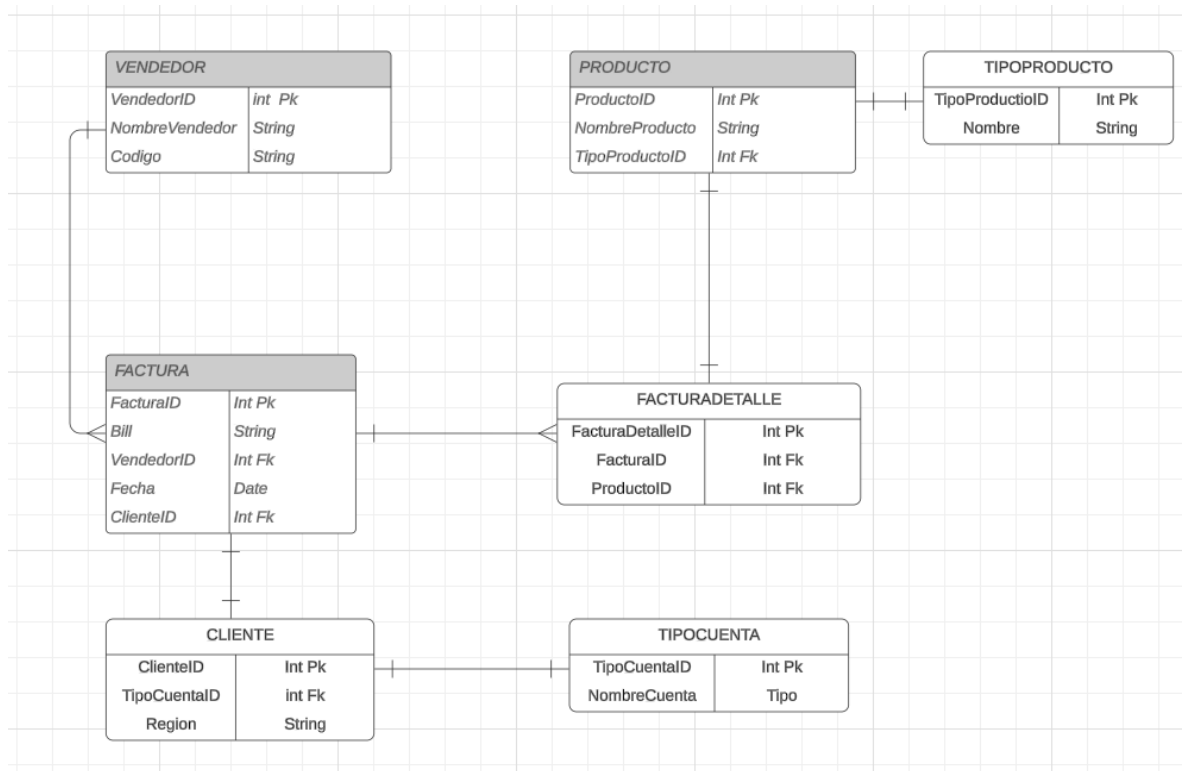 VENDEDOR
VendedorID int Pk
NombreVendedor String
Codigo String
PRODUCTO
ProductoID Int Pk
NombreProducto String
TipoProductoID Int Fk
TIPOPRODUCTO
TipoProductioID Int Pk
Nombre String
FACTURA
FacturaID Int Pk
Bill String
VendedorID Int Fk
Fecha Date
ClienteID Int Fk
FACTURADETALLE
FacturaDetalleID Int Pk
FacturaID Int Fk
ProductoID Int Fk
CLIENTE
ClienteID Int Pk
TipoCuentaID int Fk
Region String
TIPOCUENTA
TipoCuentaID Int Pk
NombreCuenta Tipo